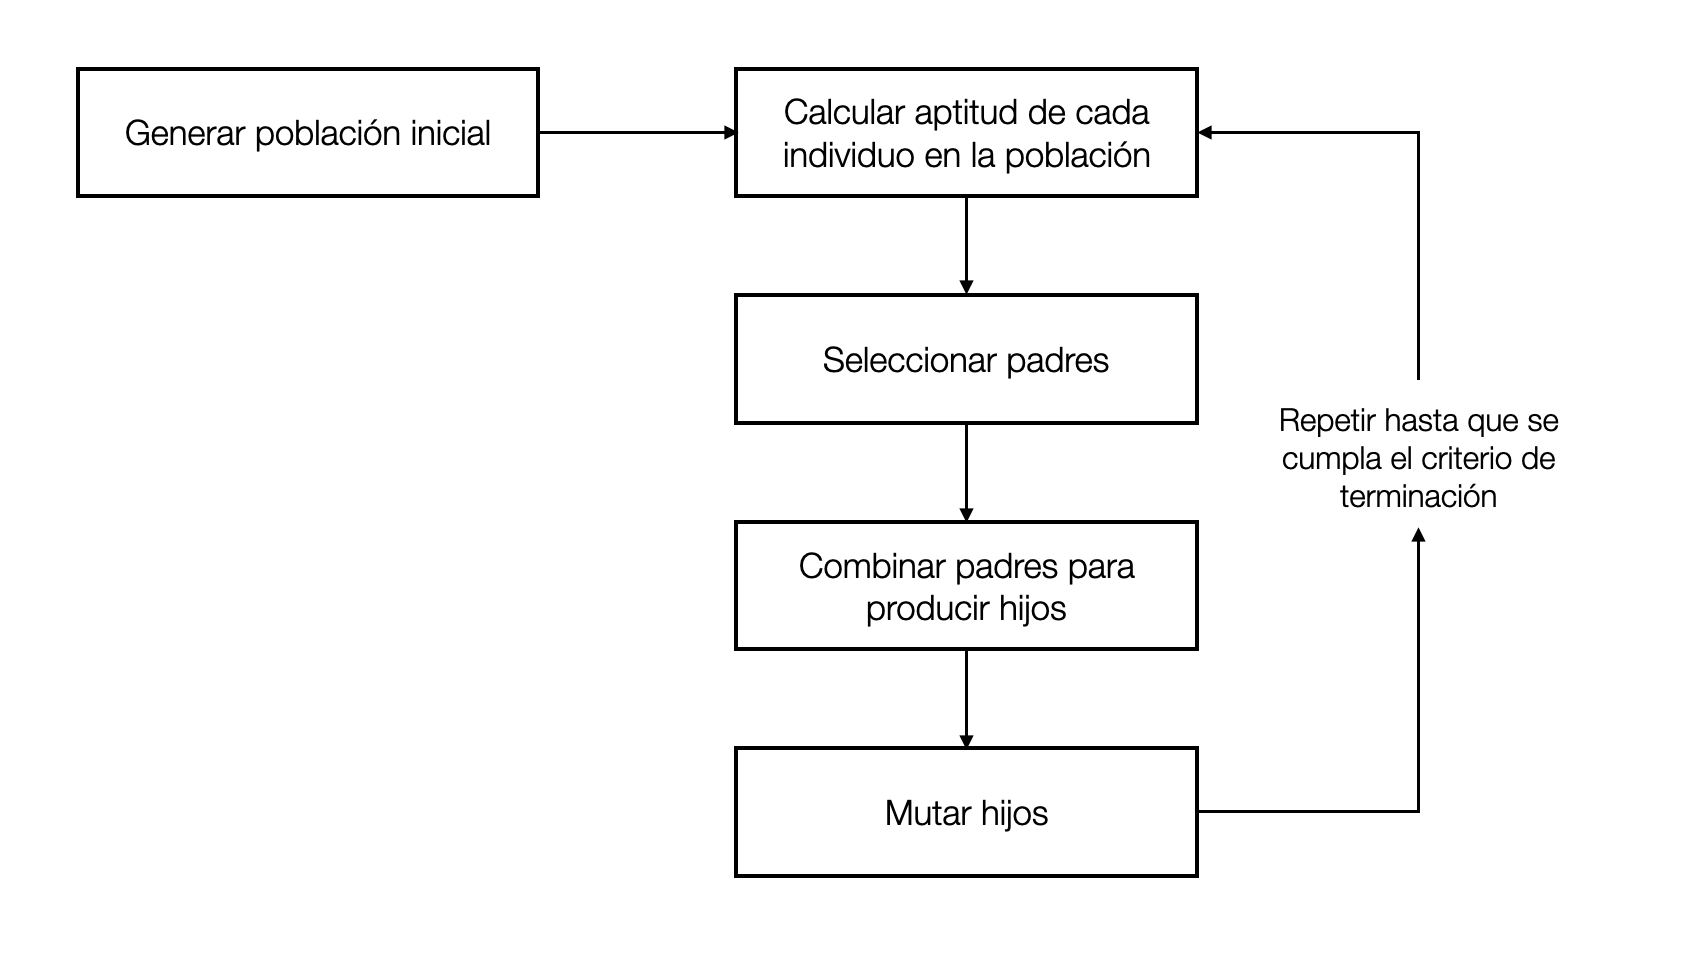 Generar población inicial
Calcular aptitud de cada
individuo en la población
Seleccionar padres
Combinar padres para
producir hijos
Mutar hijos
Repetir hasta que se
cumpla el criterio de
terminación